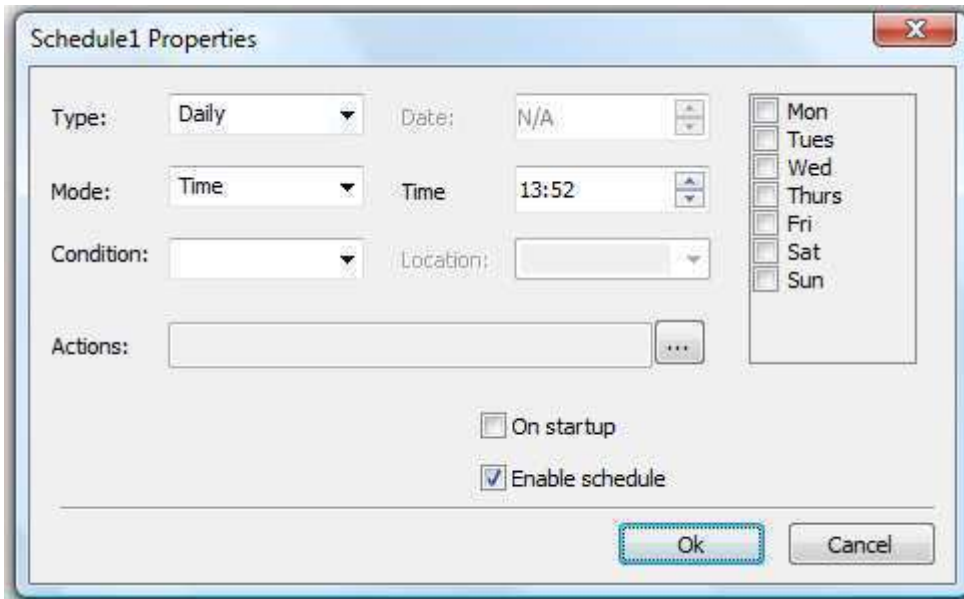 Schedule1 Properties
Type: Daily Date: N/A
Mode: Time Time 13:52
Condition: Location:
Actions: ...
Mon
Tues
Wed
Thurs
Fri
Sat
Sun
On startup
Enable schedule
Ok Cancel